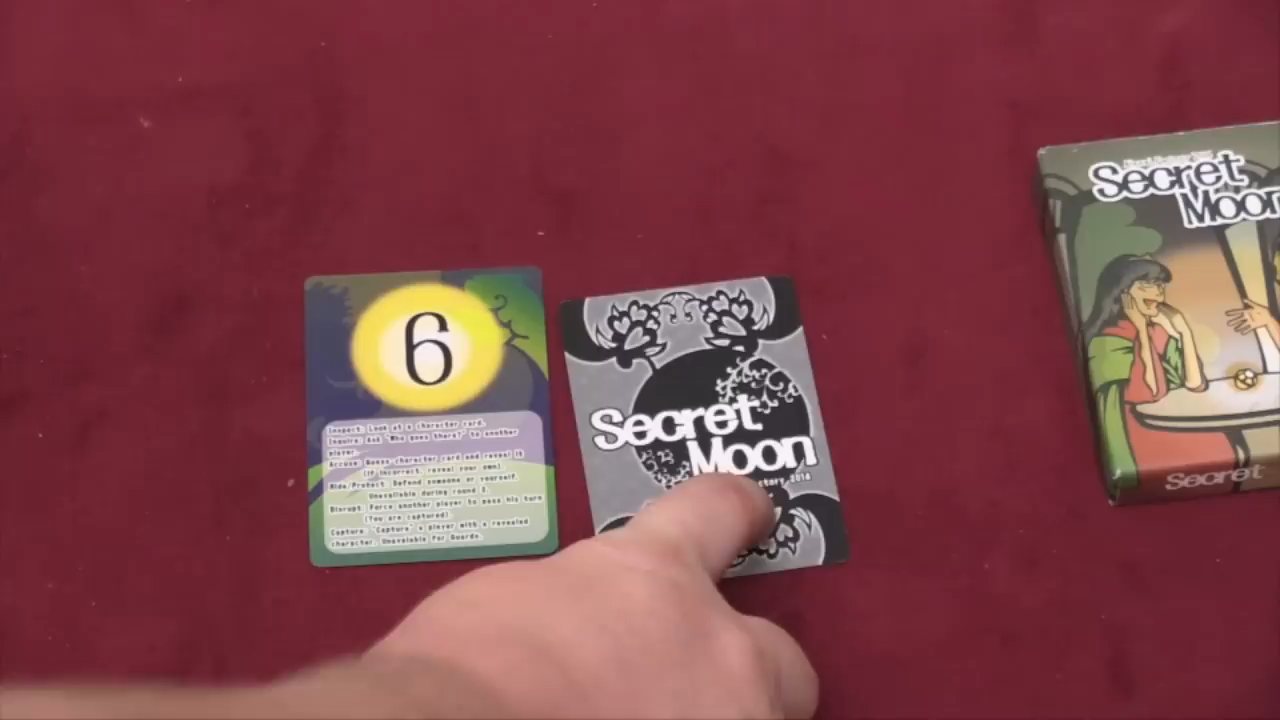 6
Inspect: Look at a character card.
Inquire: Ask "Who goes there?" to another
player
Accuse: Guess character card and reveal it
(if incorrect, reveal your own).
Hide/Protect: Defend someone or yourself.
Unavailable during round 3.
Disrupt: Force another player to pass his turn
(You are captured).
Capture: "Capture" a player with a revealed
character. Unavailable for Guards.
Secret
Moon
2016
Secret
Moon
Secret